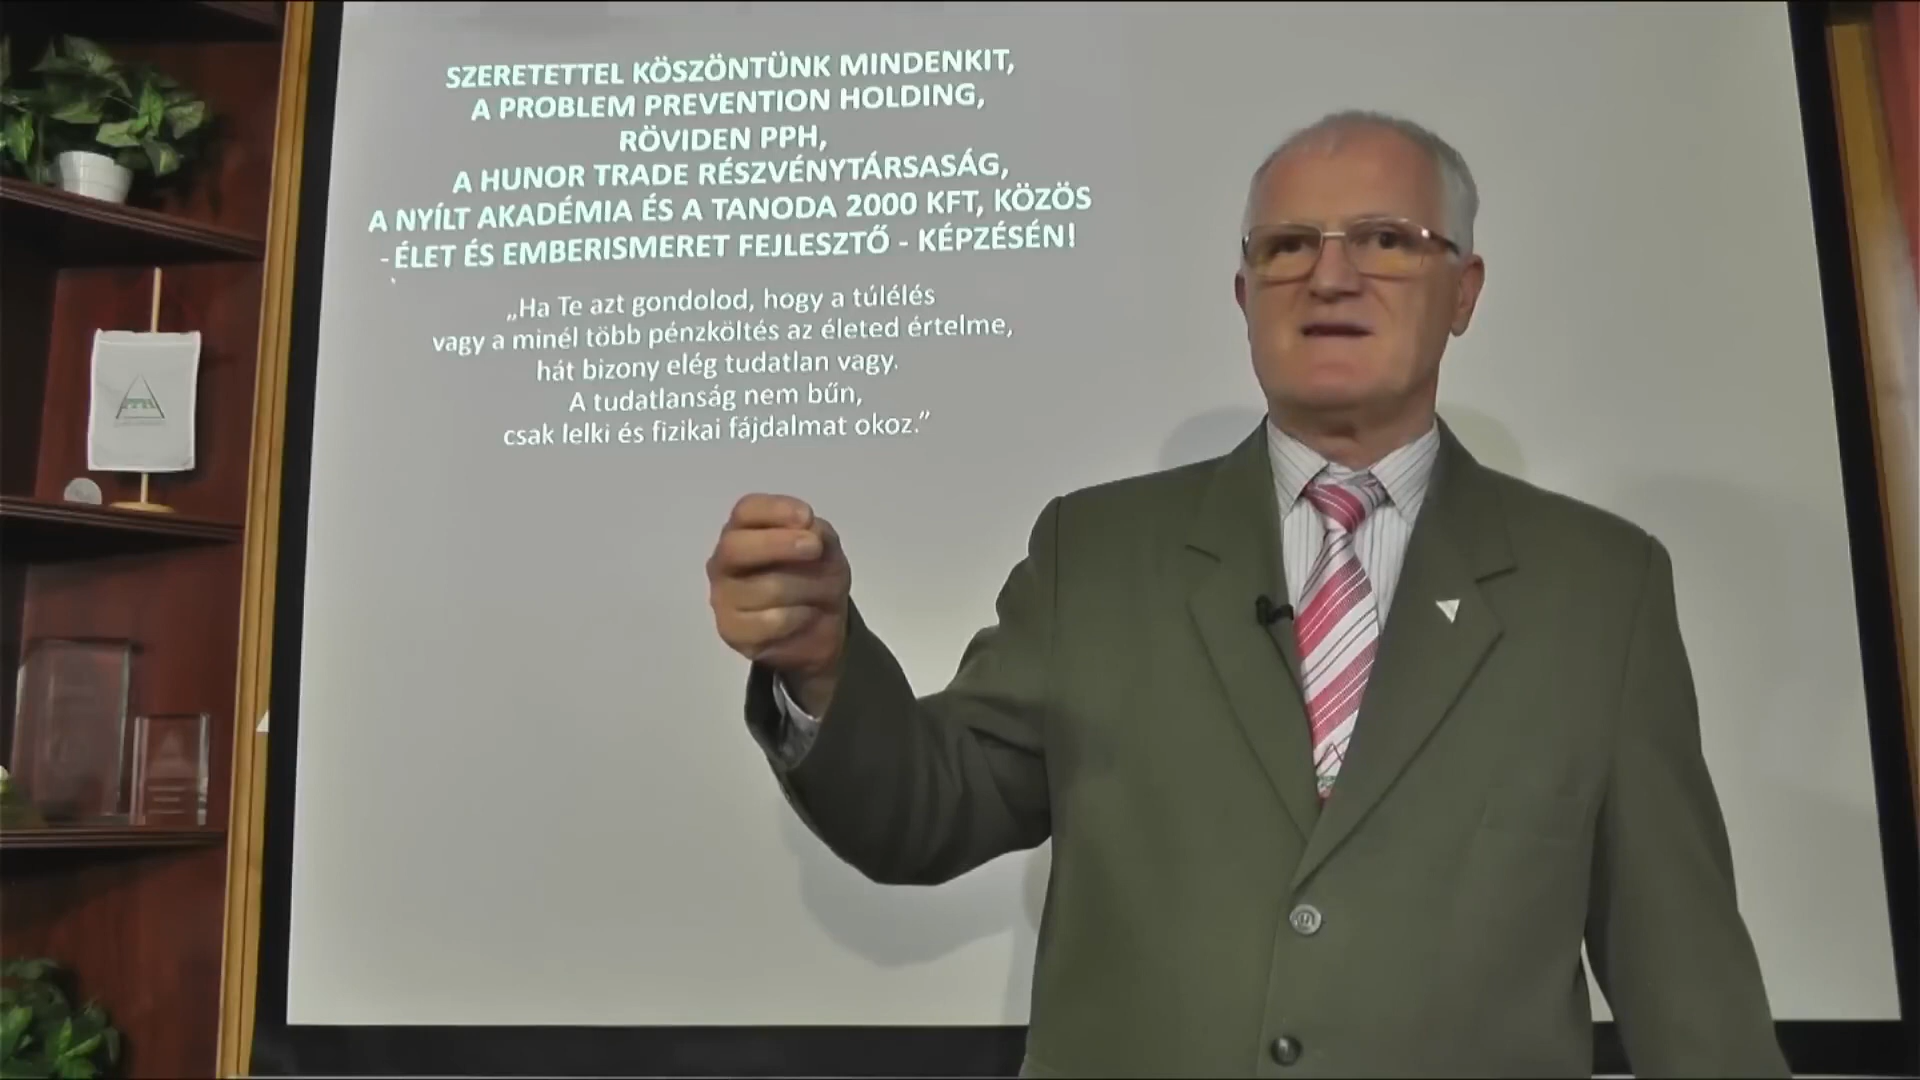 SZERETETTEL KÖSZÖNTÜNK MINDENKIT,
A PROBLEM PREVENTION HOLDING,
RÖVIDEN PPH,
A HUNOR TRADE RÉSZVÉNYTÁRSASÁG,
A NYÍLT AKADÉMIA ÉS A TANODA 2000 KFT, KÖZÖS
- ÉLET ÉS EMBERISMERET FEJLESZTŐ - KÉPZÉSÉN!
„Ha Te azt gondolod, hogy a túlélés
vagy a minél több pénzköltés az életed értelme,
hát bizony elég tudatlan vagy.
A tudatlanság nem bűn,
csak lelki és fizikai fájdalmat okoz.”